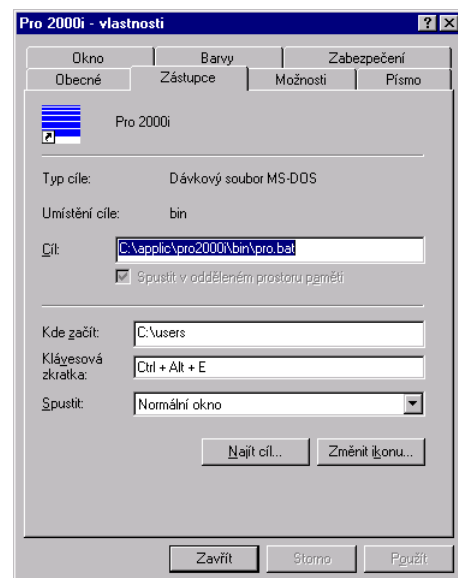 Pro 2000i - vlastnosti
Okno Barvy Zabezpečení
Obecné Zástupce Možnosti Písmo
Pro 2000i
Typ cíle: Dávkový soubor MS-DOS
Umístění cíle: bin
Cíl: C:\applic\pro2000i\bin\pro.bat
Spustit v odděleném prostoru paměti
Kde začít: C:\users
Klávesová
zkratka: Ctrl + Alt + E
Spustit: Normální okno
Najít cíl... Změnit ikonu...
Zavřít Storno Použít